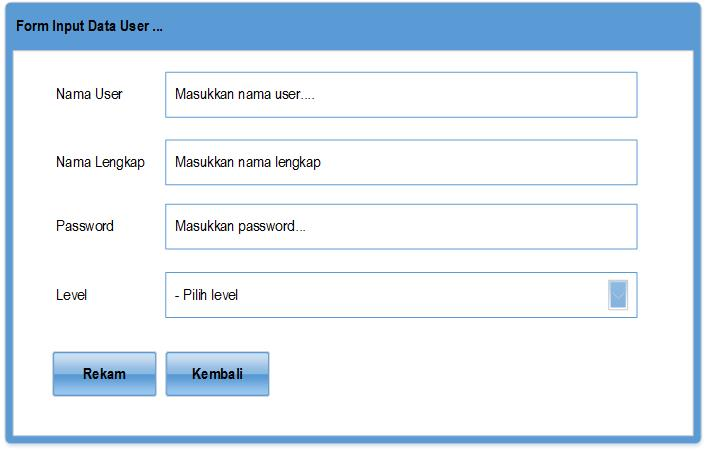 Form Input Data User ...
Nama User
Masukkan nama user....
Nama Lengkap
Masukkan nama lengkap
Password
Masukkan password...
Level
- Pilih level
Rekam
Kembali